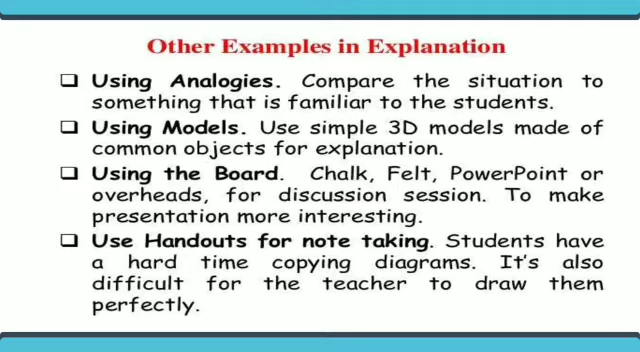 Other Examples in Explanation
❑ Using Analogies. Compare the situation to
something that is familiar to the students.
❑ Using Models. Use simple 3D models made of
common objects for explanation.
❑ Using the Board. Chalk, Felt, PowerPoint or
overheads, for discussion session. To make
presentation more interesting.
❑ Use Handouts for note taking. Students have
a hard time copying diagrams. It's also
difficult for the teacher to draw them
perfectly.